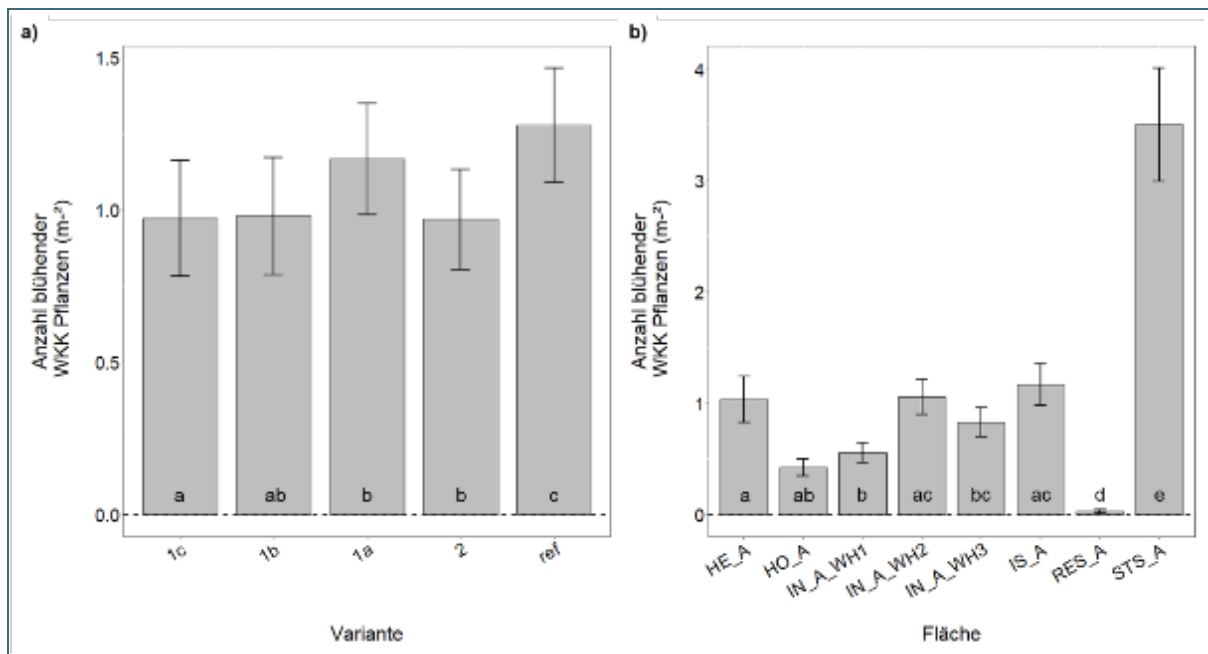 a)
Anzahl blühender
WKK Pflanzen (m-²)
1.5
1.0
0.5
0.0
a ab b b c
1c 1b 1a 2 ref
Variante
b)
Anzahl blühender
WKK Pflanzen (m-²)
4
3
2
1
0
a ab b ac bc ac d e
HE_A HO_A IN_A_WH1 IN_A_WH2 IN_A_WH3 IS_A RES_A STS_A
Fläche